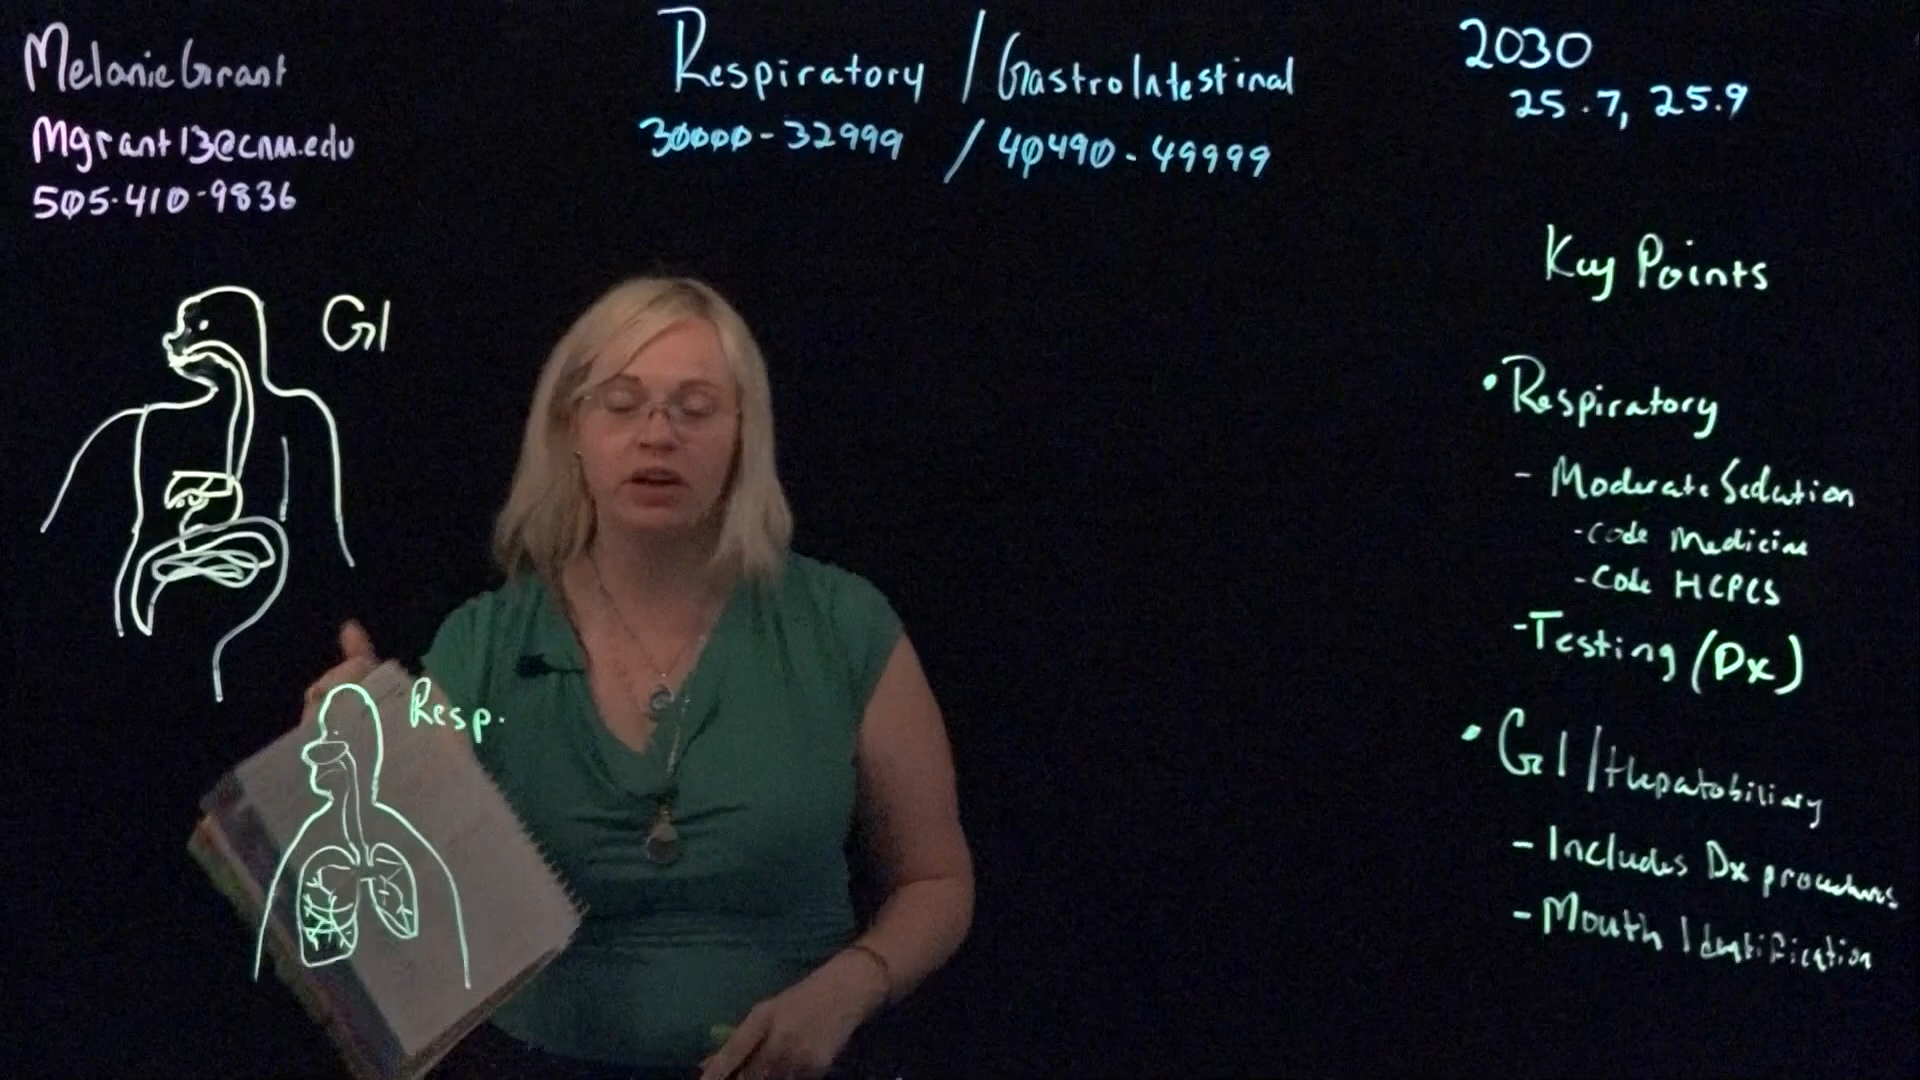 Melanie Grant
Mgrant13@cnm.edu
505-410-9836
Respiratory / GastroIntestinal
30000-32999 / 40490-49999
2030
25.7, 25.9
GI
Resp.
Key Points
• Respiratory
- Moderate Sedation
- Code Medicine
- Code HCPCS
- Testing (Dx)
• GI / Hepatobiliary
- Includes Dx procedures
- Mouth Identification